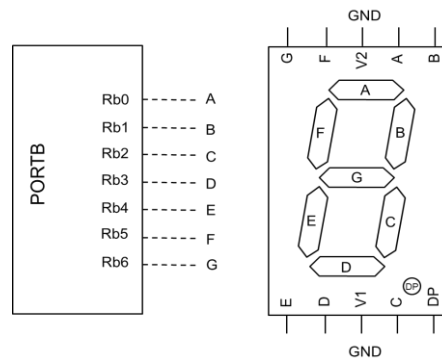 PORTB
Rb0 A
Rb1 B
Rb2 C
Rb3 D
Rb4 E
Rb5 F
Rb6 G
GND
G F V2 A B
A
F B
G
E C
D
DP
E D V1 C DP
GND